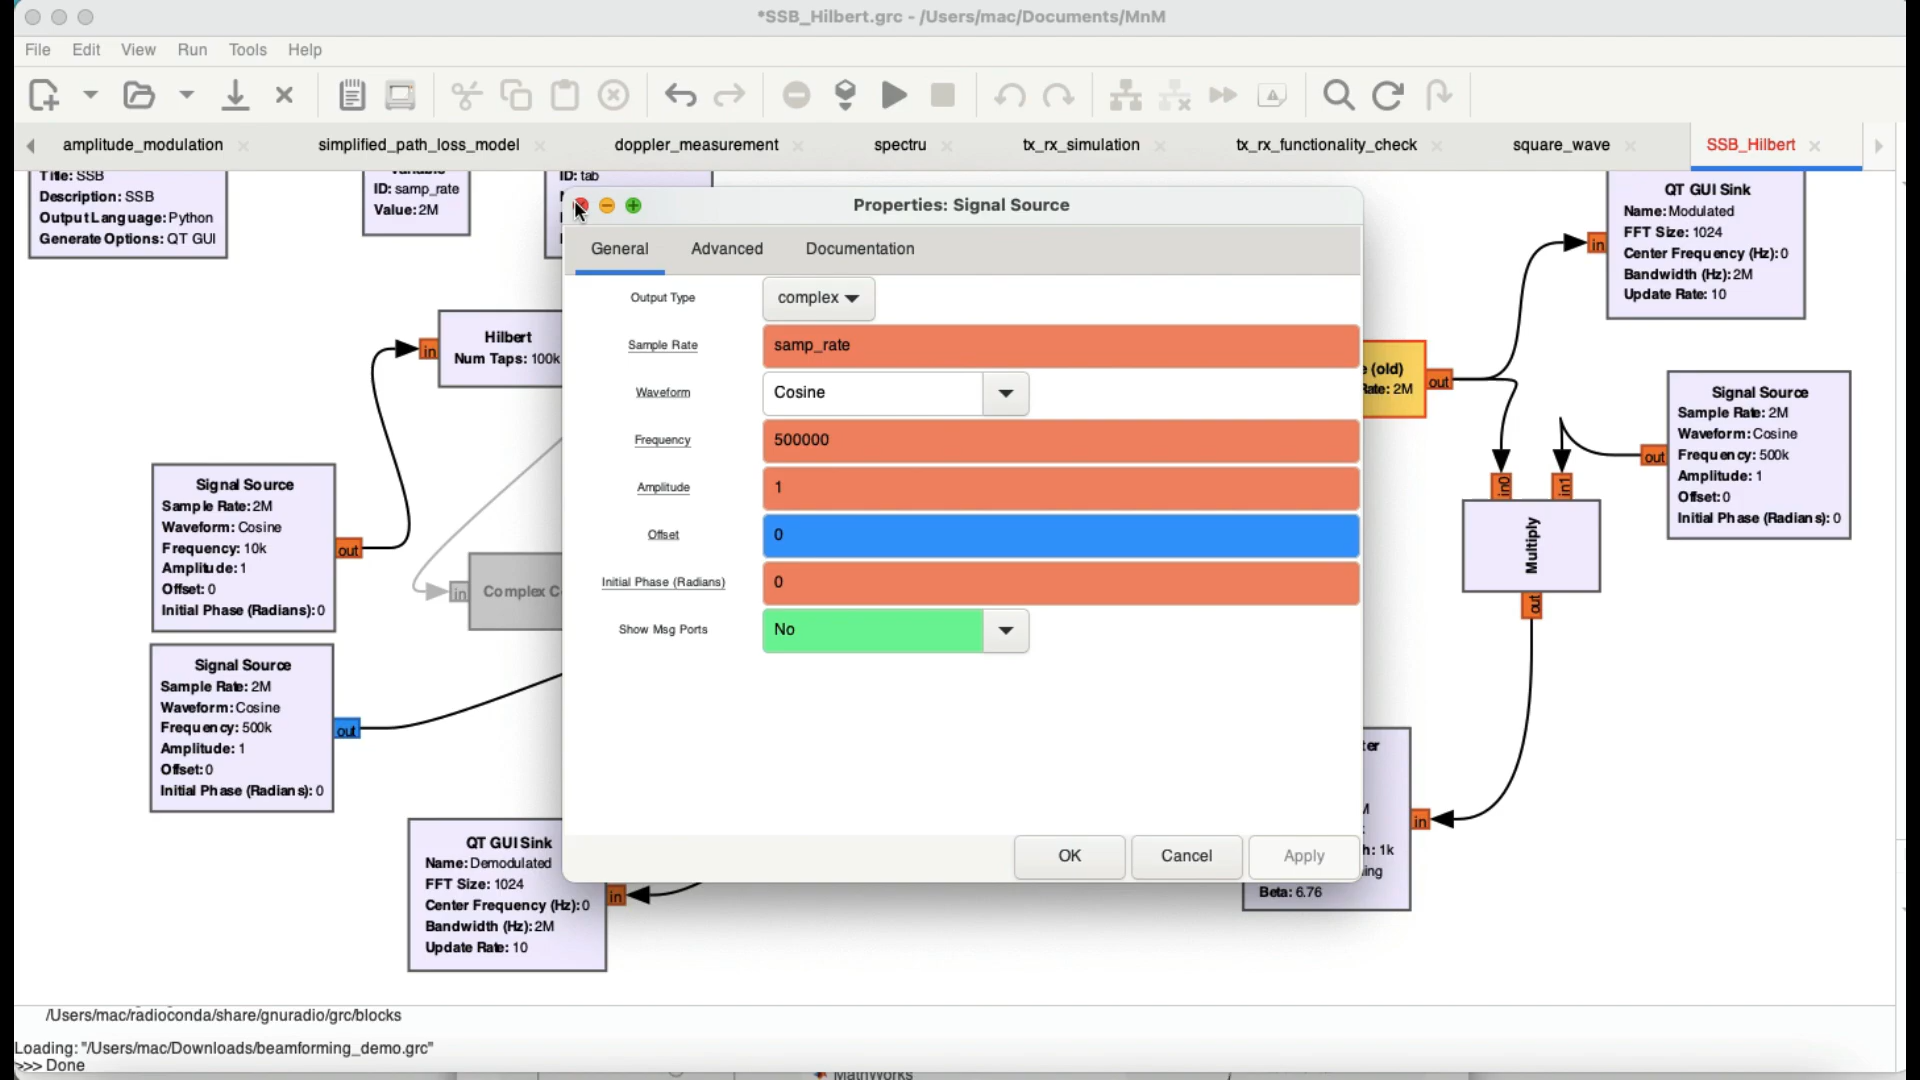 *SSB_Hilbert.grc - /Users/mac/Documents/MnM
File Edit View Run Tools Help
amplitude_modulation simplified_path_loss_model doppler_measurement spectru tx_rx_simulation tx_rx_functionality_check square_wave SSB_Hilbert
Title: SSB
Description: SSB
Output Language: Python
Generate Options: QT GUI
Variable
ID: samp_rate
Value: 2M
ID: tab
Properties: Signal Source
General Advanced Documentation
Output Type complex
Sample Rate samp_rate
Waveform Cosine
Frequency 500000
Amplitude 1
Offset 0
Initial Phase (Radians) 0
Show Msg Ports No
OK Cancel Apply
QT GUI Sink
Name: Modulated
FFT Size: 1024
Center Frequency (Hz): 0
Bandwidth (Hz): 2M
Update Rate: 10
in
in
Hilbert
Num Taps: 100k
e (old)
Rate: 2M
out
Signal Source
Sample Rate: 2M
Waveform: Cosine
Frequency: 500k
Amplitude: 1
Offset: 0
Initial Phase (Radians): 0
out
in0
in1
Multiply
out
Signal Source
Sample Rate: 2M
Waveform: Cosine
Frequency: 10k
Amplitude: 1
Offset: 0
Initial Phase (Radians): 0
out
in
Complex C
Signal Source
Sample Rate: 2M
Waveform: Cosine
Frequency: 500k
Amplitude: 1
Offset: 0
Initial Phase (Radians): 0
out
ter
in
h: 1k
ing
Beta: 6.76
QT GUI Sink
Name: Demodulated
FFT Size: 1024
Center Frequency (Hz): 0
Bandwidth (Hz): 2M
Update Rate: 10
in
/Users/mac/radioconda/share/gnuradio/grc/blocks
Loading: "/Users/mac/Downloads/beamforming_demo.grc"
>>> Done
MathWorks